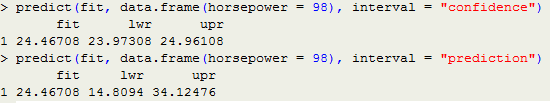 > predict(fit, data.frame(horsepower = 98), interval = "confidence")
fit lwr upr
1 24.46708 23.97308 24.96108
> predict(fit, data.frame(horsepower = 98), interval = "prediction")
fit lwr upr
1 24.46708 14.8094 34.12476